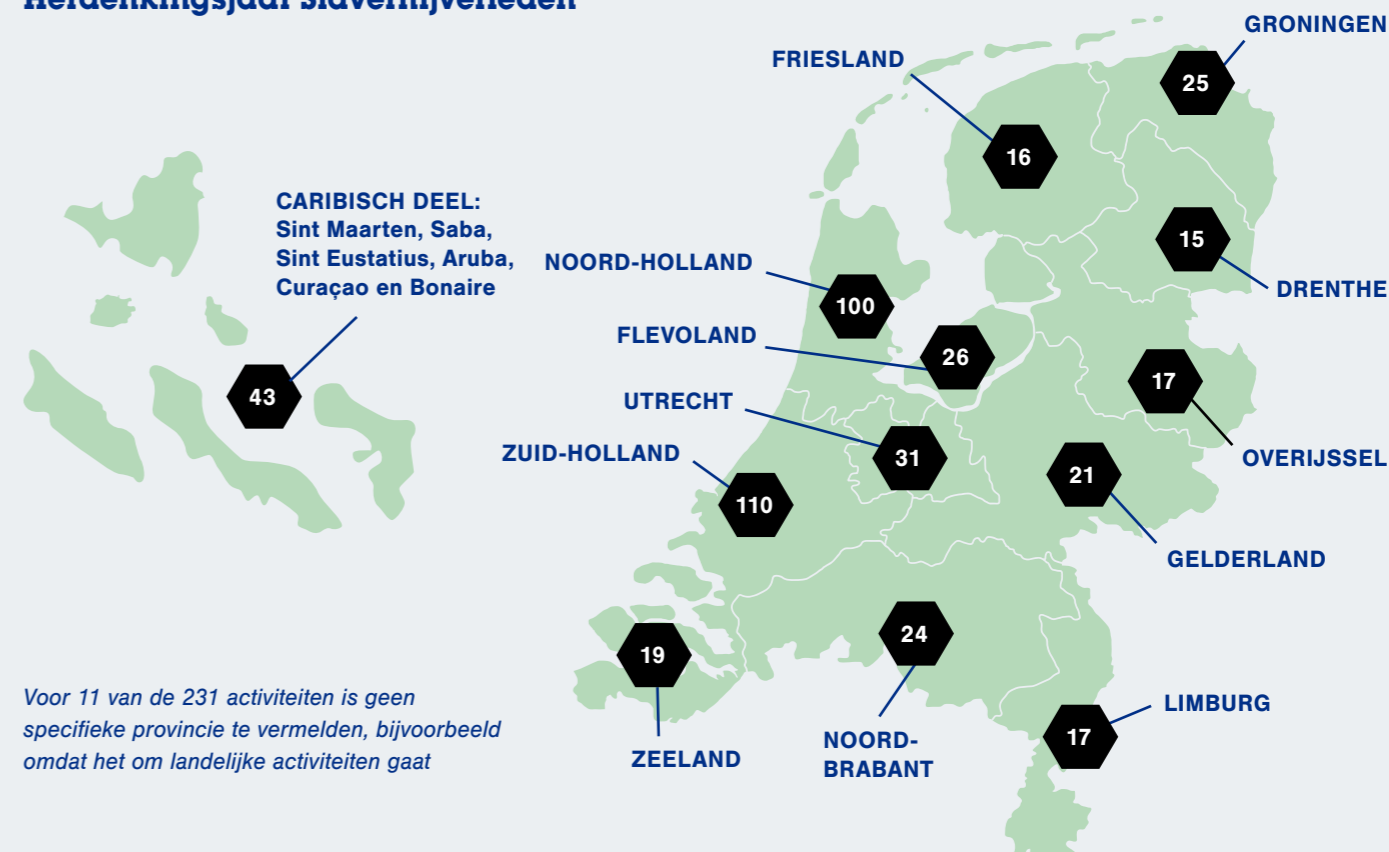 Herdenkingsjaar Slavernijverleden
GRONINGEN
25
FRIESLAND
16
CARIBISCH DEEL:
Sint Maarten, Saba,
Sint Eustatius, Aruba,
Curaçao en Bonaire
43
15
DRENTHE
NOORD-HOLLAND
100
FLEVOLAND
26
17
OVERIJSSEL
UTRECHT
31
ZUID-HOLLAND
110
21
GELDERLAND
24
NOORD-
BRABANT
19
ZEELAND
LIMBURG
17
Voor 11 van de 231 activiteiten is geen
specifieke provincie te vermelden, bijvoorbeeld
omdat het om landelijke activiteiten gaat